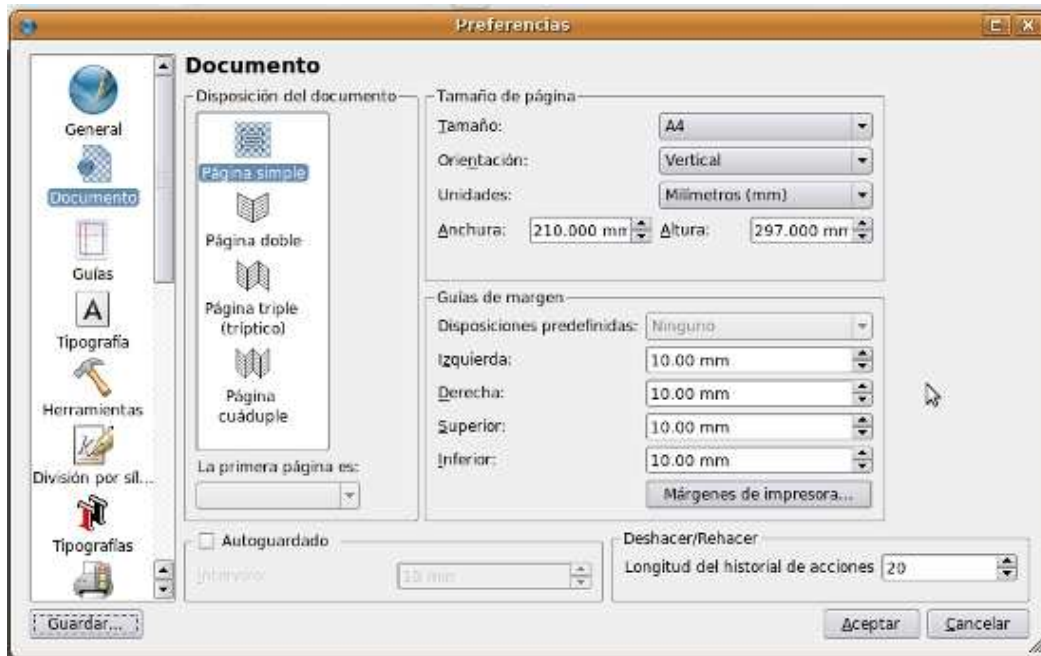 Preferencias
General
Documento
Guías
Tipografía
Herramientas
División por síl...
Tipografías
Documento
Disposición del documento
Página simple
Página doble
Página triple
(tríptico)
Página
cuáduple
La primera página es:
Tamaño de página
Tamaño: A4
Orientación: Vertical
Unidades: Milímetros (mm)
Anchura: 210.000 mm Altura: 297.000 mm
Guías de margen
Disposiciones predefinidas: Ninguno
Izquierda: 10.00 mm
Derecha: 10.00 mm
Superior: 10.00 mm
Inferior: 10.00 mm
Márgenes de impresora...
Autoguardado
Intervalo: 10 min
Deshacer/Rehacer
Longitud del historial de acciones 20
Guardar...
Aceptar
Cancelar